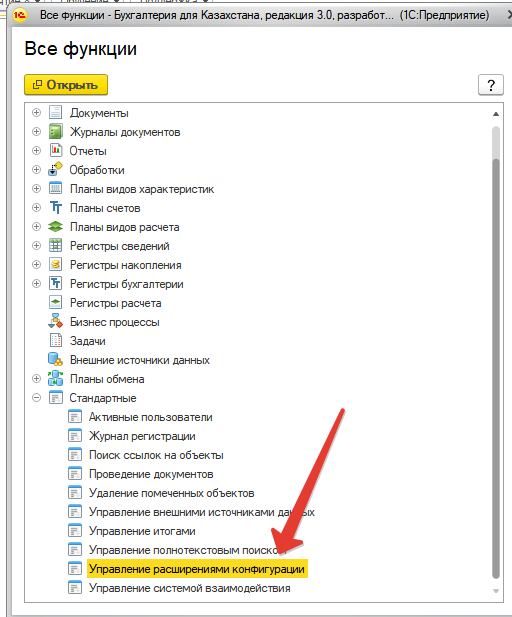 Все функции - Бухгалтерия для Казахстана, редакция 3.0, разработ... (1С:Предприятие)
Все функции
Открыть
?
Документы
Журналы документов
Отчеты
Обработки
Планы видов характеристик
Планы счетов
Планы видов расчета
Регистры сведений
Регистры накопления
Регистры бухгалтерии
Регистры расчета
Бизнес процессы
Задачи
Внешние источники данных
Планы обмена
Стандартные
Активные пользователи
Журнал регистрации
Поиск ссылок на объекты
Проведение документов
Удаление помеченных объектов
Управление внешними источниками данных
Управление итогами
Управление полнотекстовым поиском
Управление расширениями конфигурации
Управление системой взаимодействия